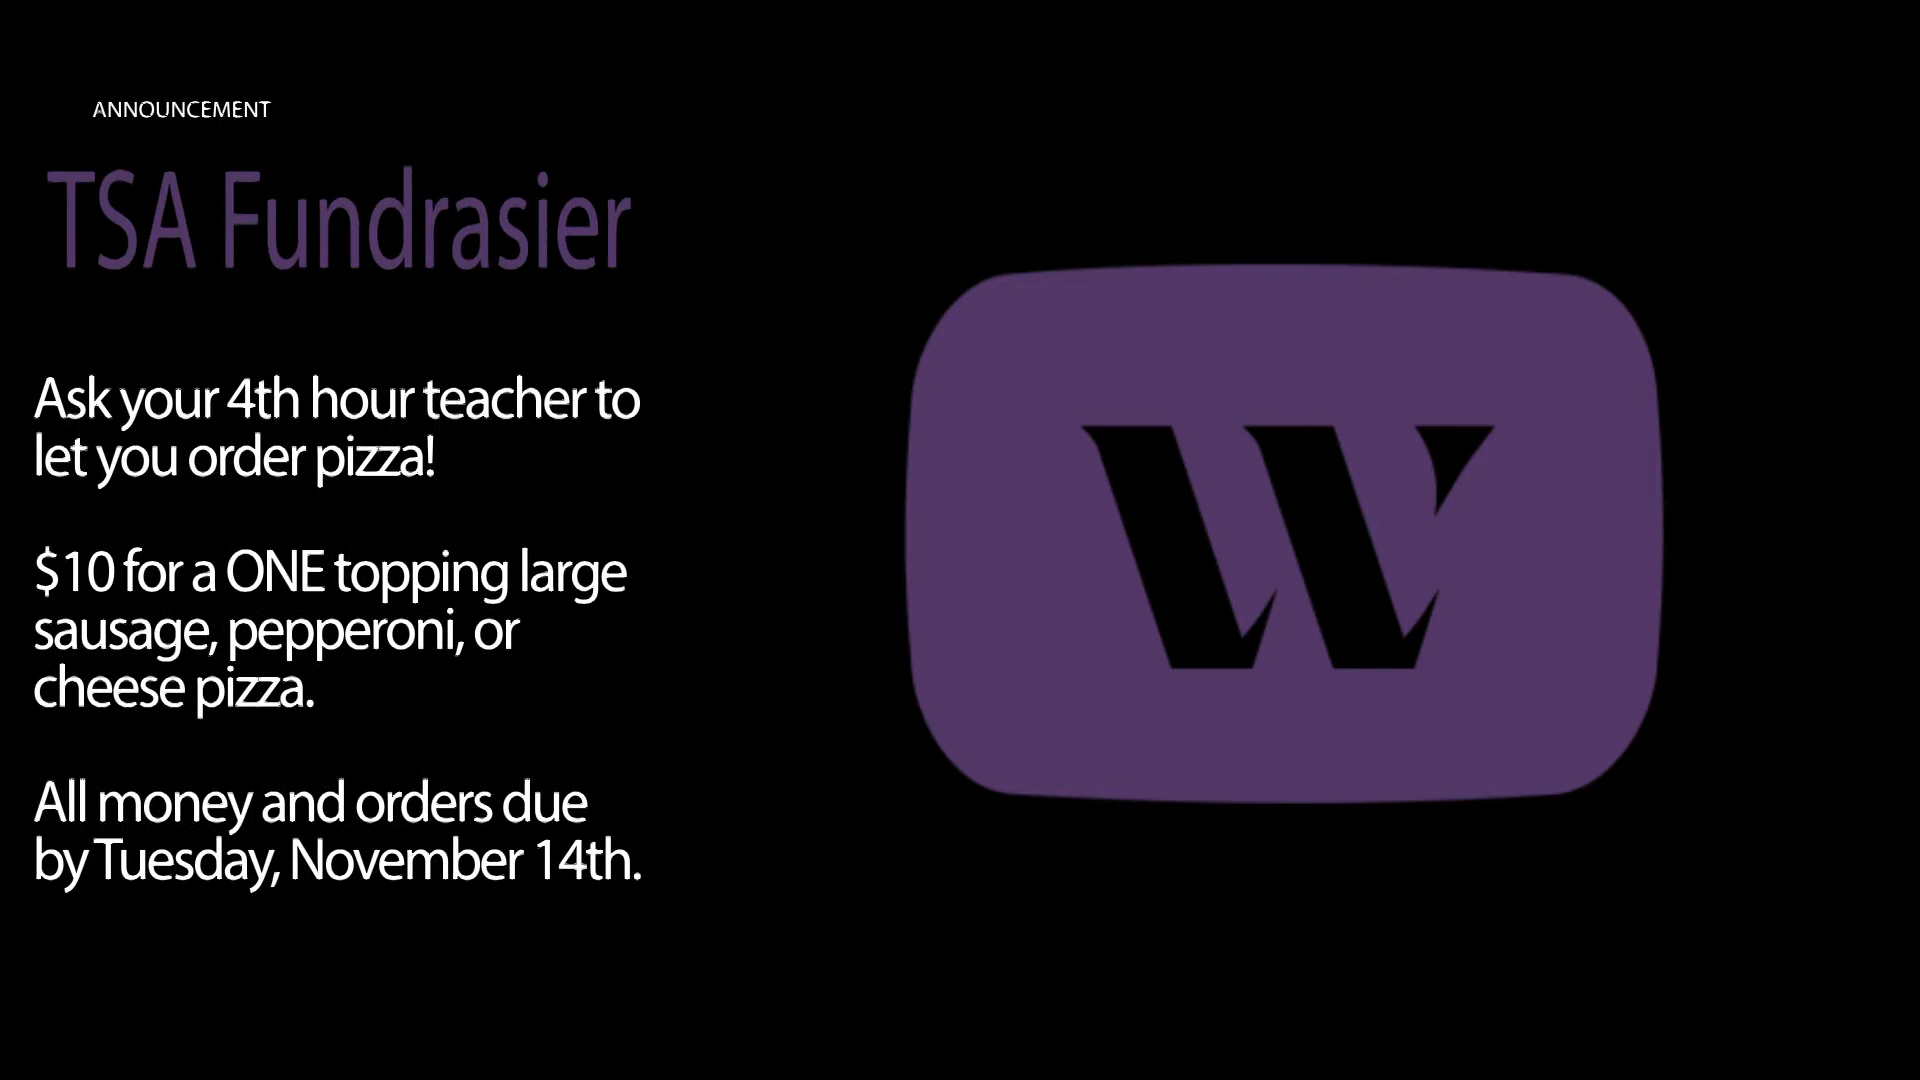 ANNOUNCEMENT
TSA Fundrasier
Ask your 4th hour teacher to
let you order pizza!
$10 for a ONE topping large
sausage, pepperoni, or
cheese pizza.
All money and orders due
by Tuesday, November 14th.
W